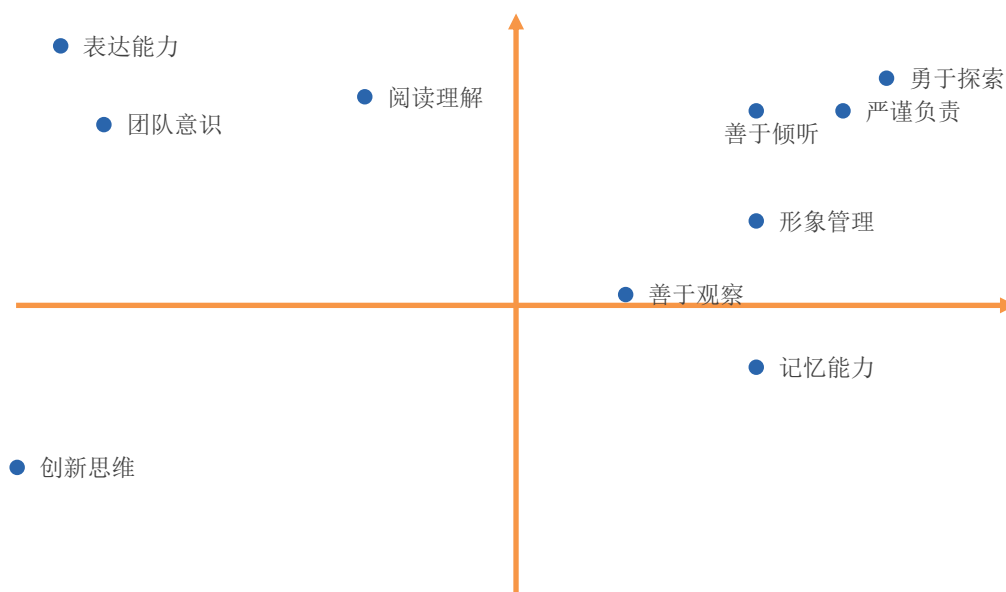 表达能力
勇于探索
阅读理解
严谨负责
团队意识
善于倾听
形象管理
善于观察
记忆能力
创新思维